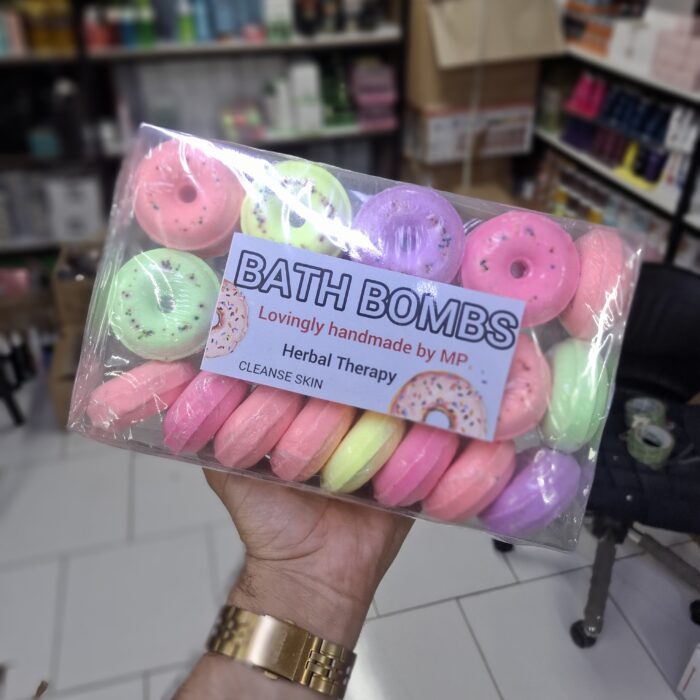 BATH BOMBS
Lovingly handmade by MP
Herbal Therapy
CLEANSE SKIN